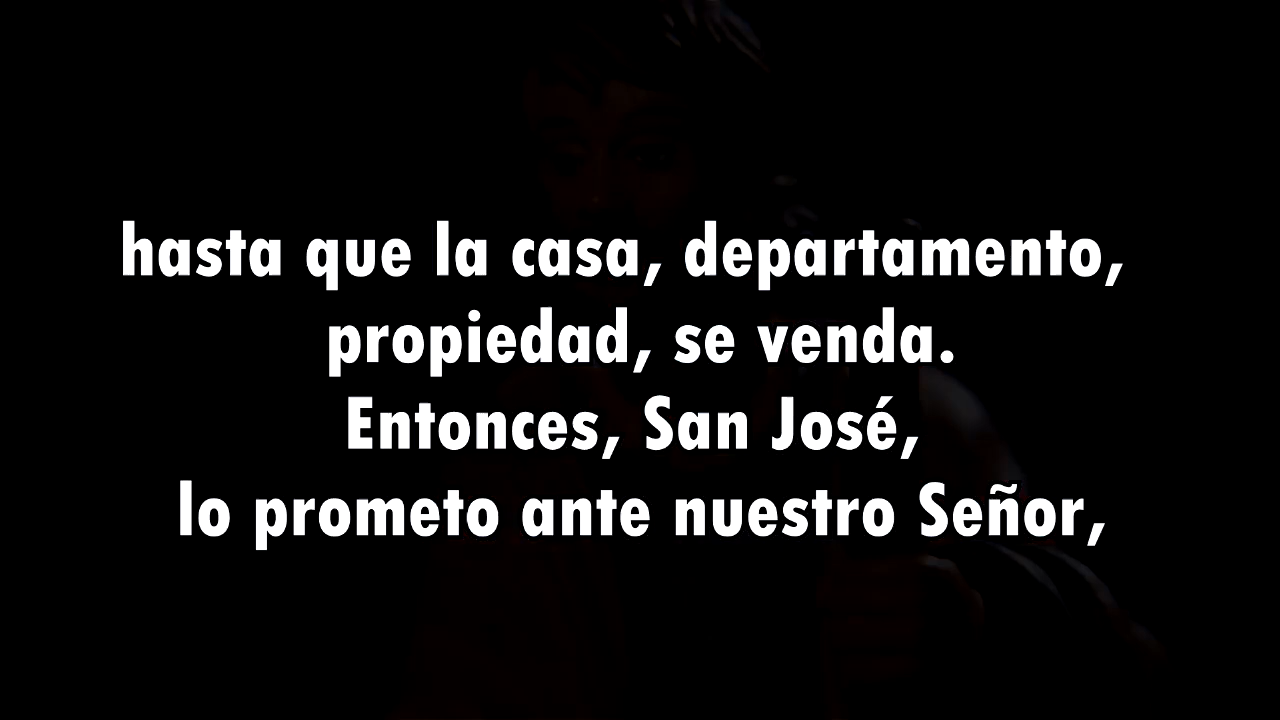 hasta que la casa, departamento,
propiedad, se venda.
Entonces, San José,
lo prometo ante nuestro Señor,